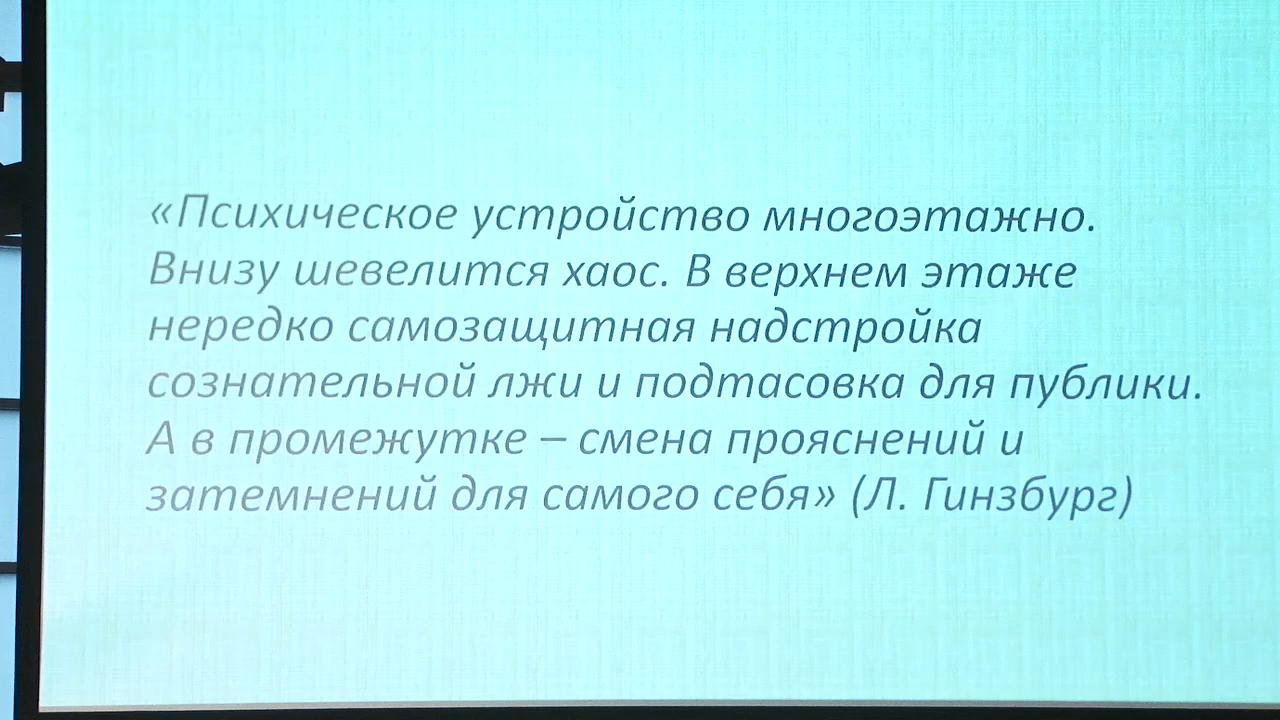 «Психическое устройство многоэтажно.
Внизу шевелится хаос. В верхнем этаже
нередко самозащитная надстройка
сознательной лжи и подтасовка для публики.
А в промежутке – смена прояснений и
затемнений для самого себя» (Л. Гинзбург)